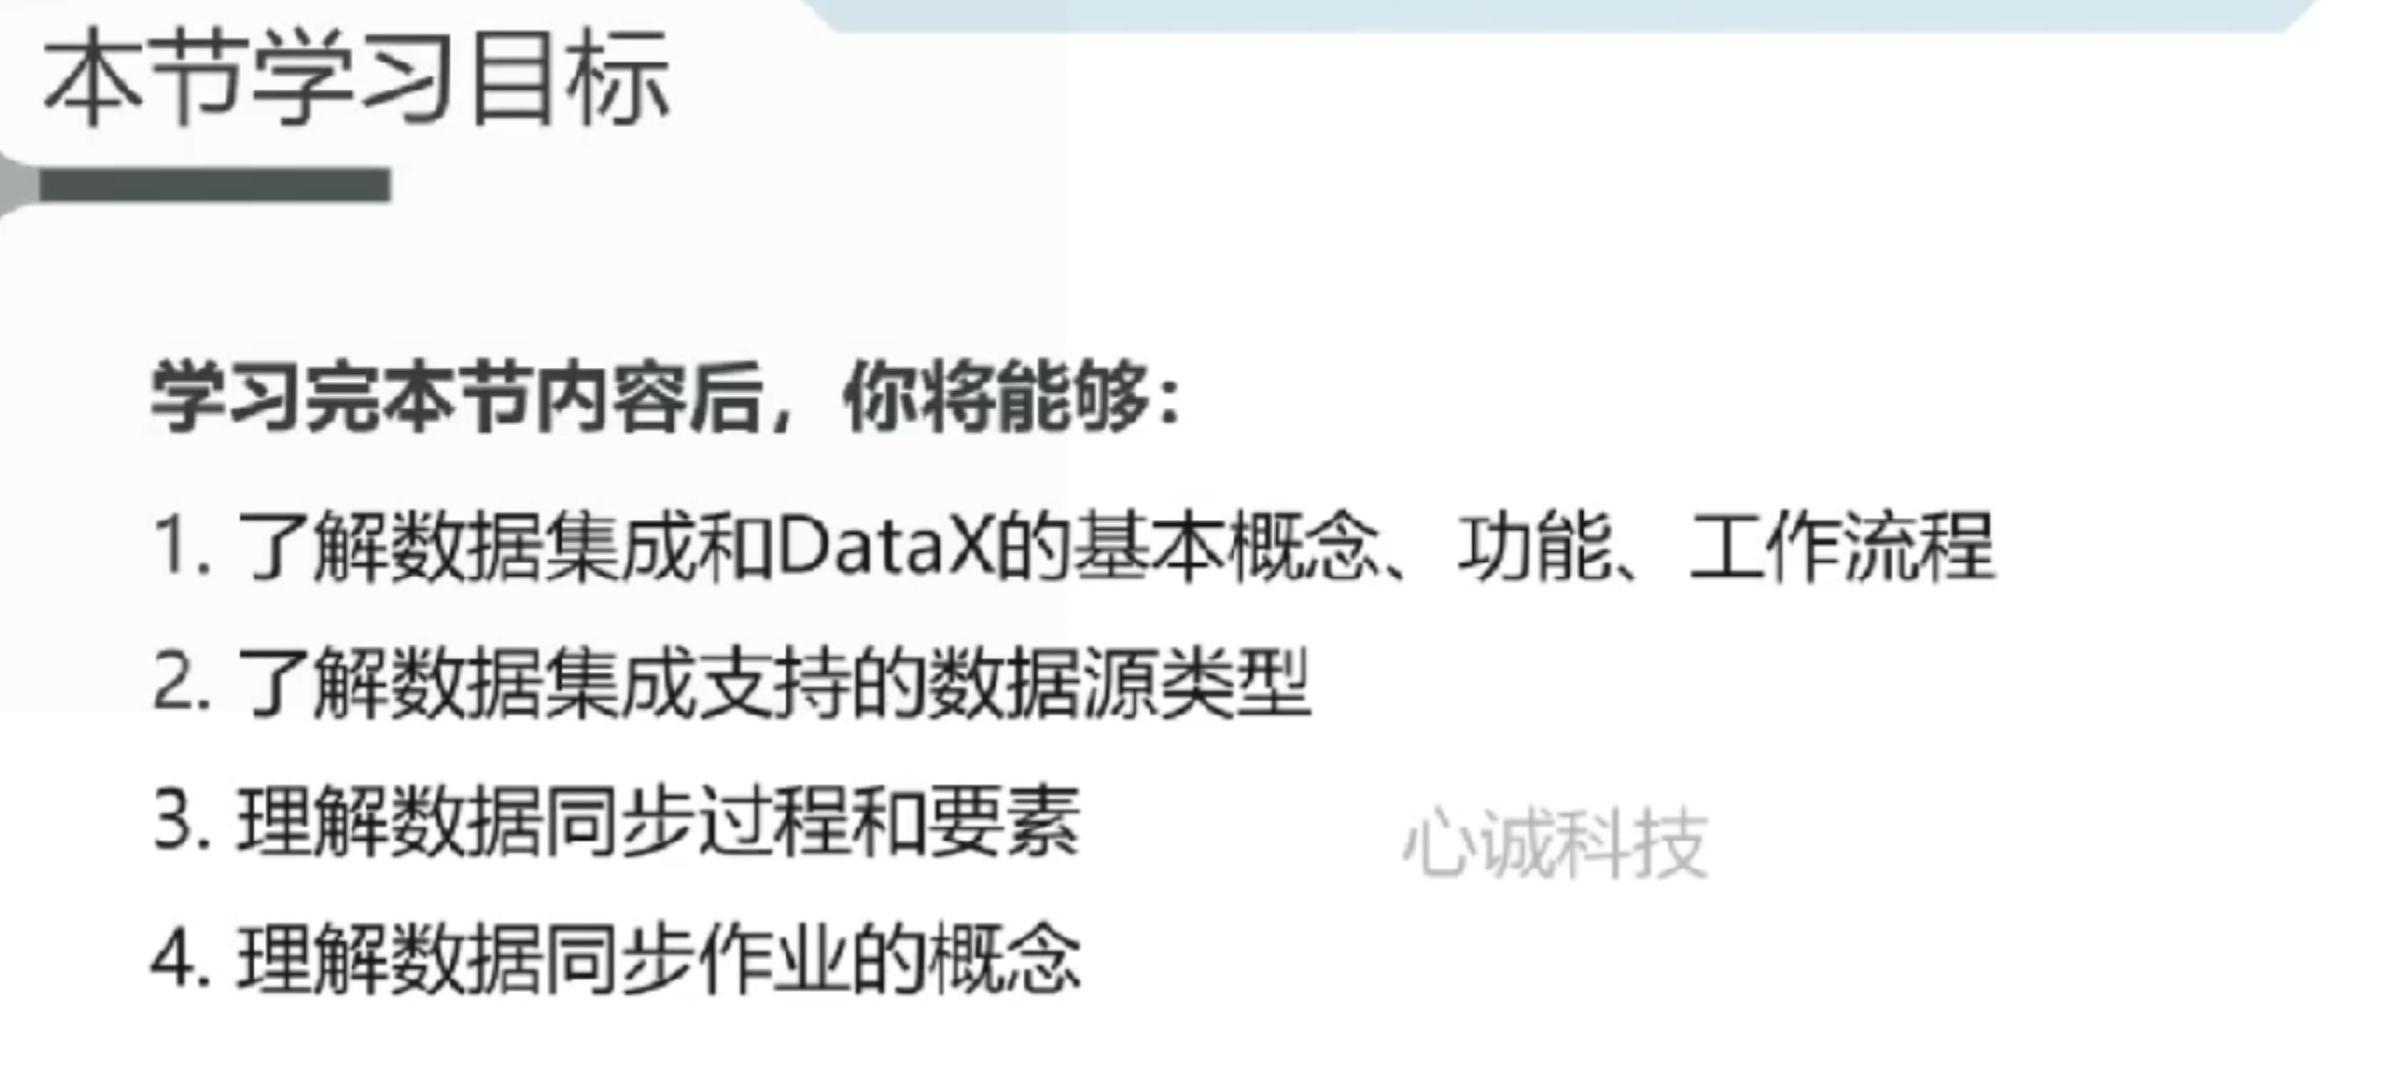 本节学习目标
学习完本节内容后，你将能够：
1. 了解数据集成和DataX的基本概念、功能、工作流程
2. 了解数据集成支持的数据源类型
3. 理解数据同步过程和要素
心诚科技
4. 理解数据同步作业的概念